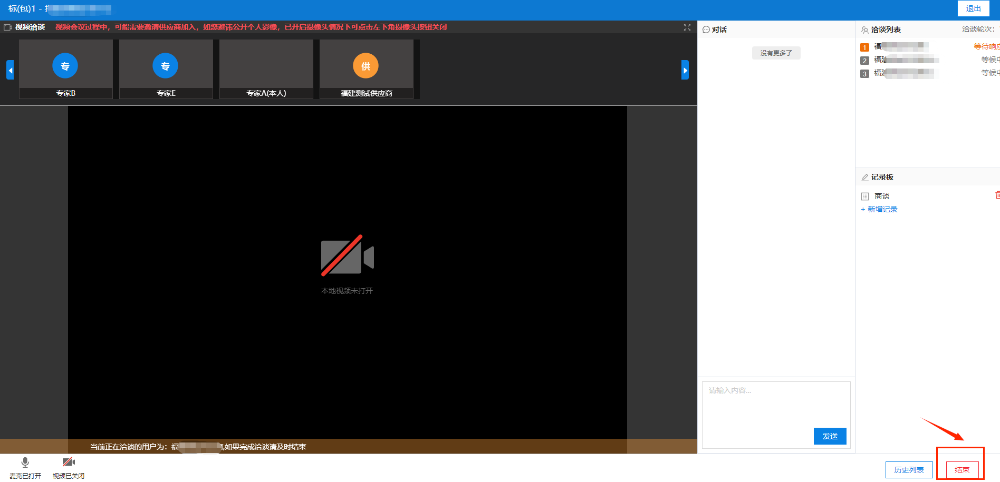 标(包)1 -
退出
视频洽谈 视频会议过程中，可能需要邀请供应商加入，如您避讳公开个人影像，已开启摄像头情况下可点击左下角摄像头按钮关闭
专
专家B
专
专家E
专家A(本人)
供
福建测试供应商
本地视频未打开
当前正在洽谈的用户为：福 ,如果完成洽谈请及时结束
麦克已打开
视频已关闭
对话
没有更多了
请输入内容...
发送
洽谈列表 洽谈轮次：
1 福 等待响应
2 福建 等候中
3 福建 等候中
记录板
商谈
+ 新增记录
历史列表
结束